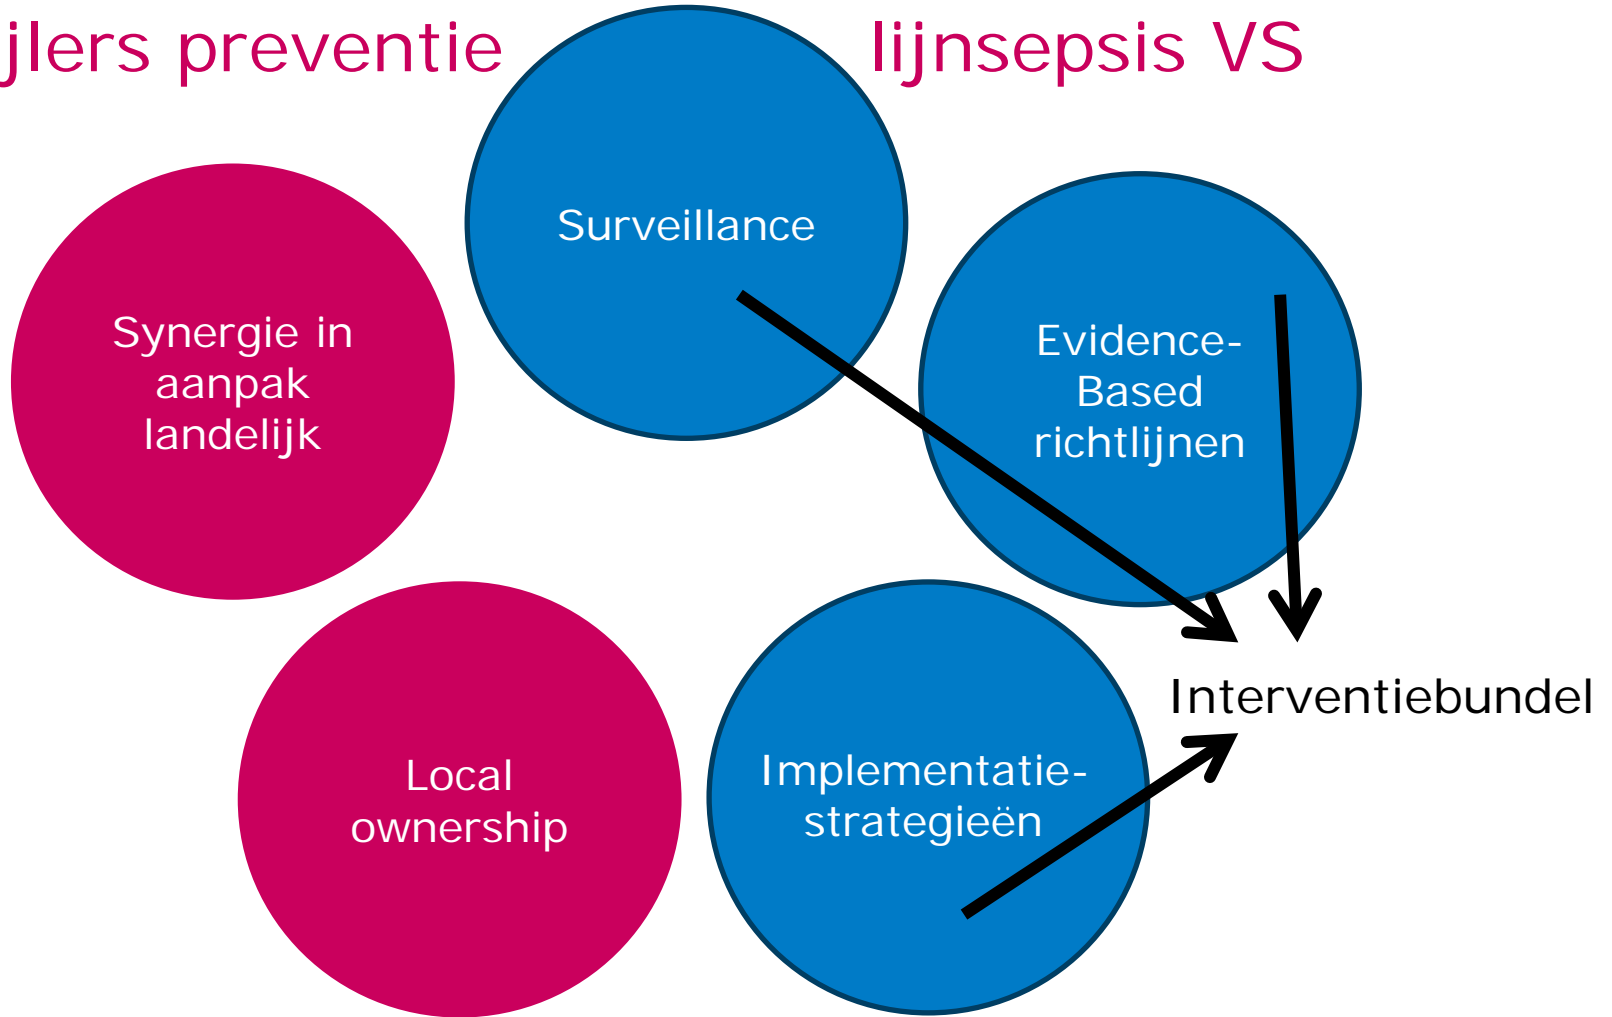 jlers preventie lijnsepsis VS
Surveillance
Synergie in
aanpak
landelijk
Evidence-
Based
richtlijnen
Interventiebundel
Local
ownership
Implementatie-
strategieën